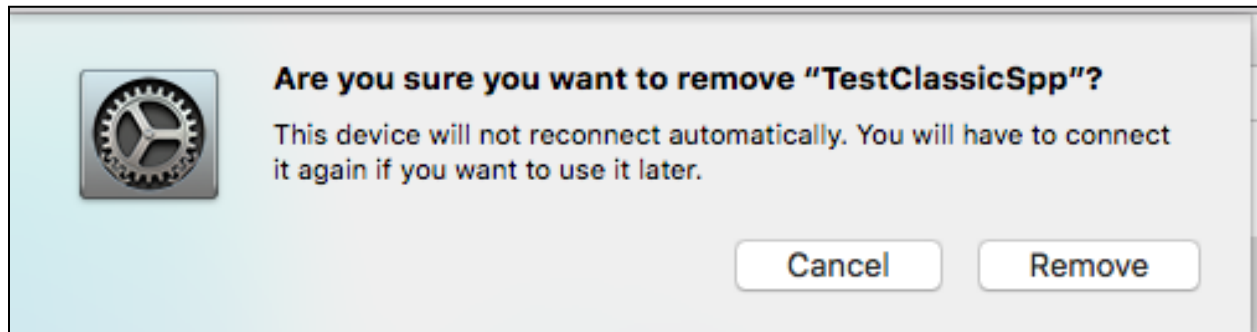 Are you sure you want to remove “TestClassicSpp”?
This device will not reconnect automatically. You will have to connect
it again if you want to use it later.
Cancel
Remove